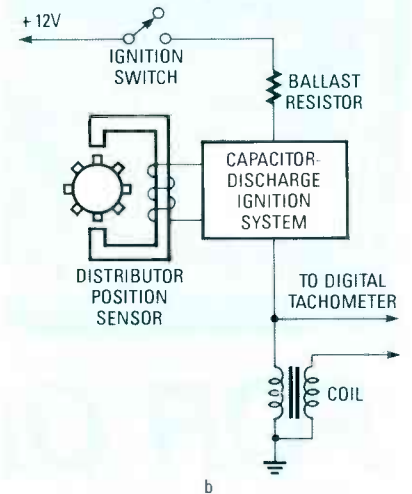 + 12V
IGNITION
SWITCH
BALLAST
RESISTOR
CAPACITOR-
DISCHARGE
IGNITION
SYSTEM
DISTRIBUTOR
POSITION
SENSOR
TO DIGITAL
TACHOMETER
COIL
b